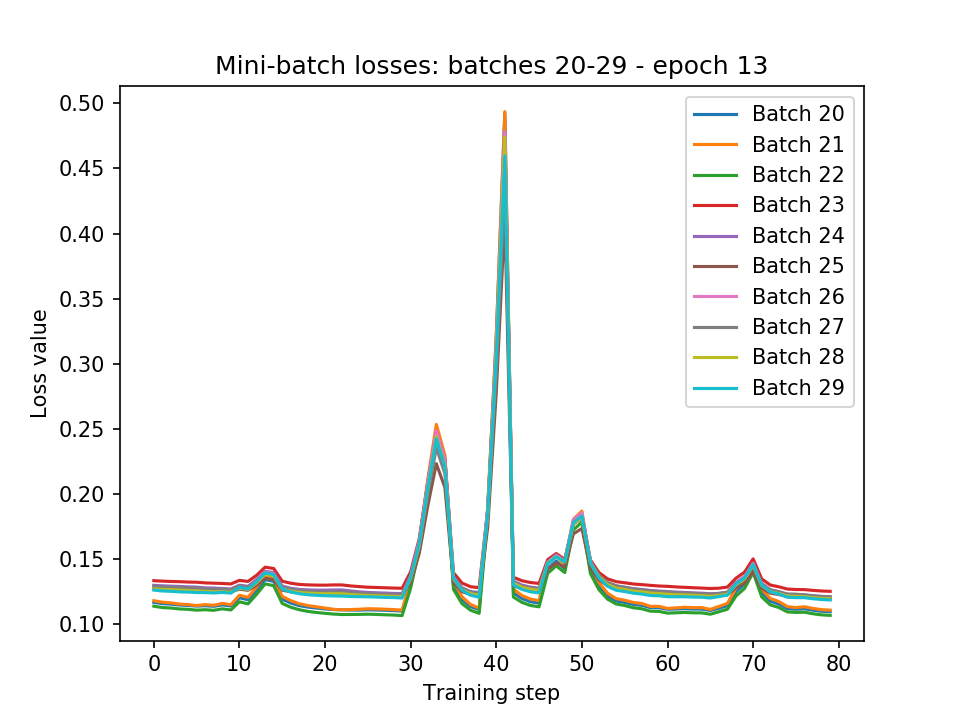 Mini-batch losses: batches 20-29 - epoch 13
0.50
0.45
0.40
0.35
0.30
0.25
0.20
0.15
0.10
Loss value
Batch 20
Batch 21
Batch 22
Batch 23
Batch 24
Batch 25
Batch 26
Batch 27
Batch 28
Batch 29
0 10 20 30 40 50 60 70 80
Training step